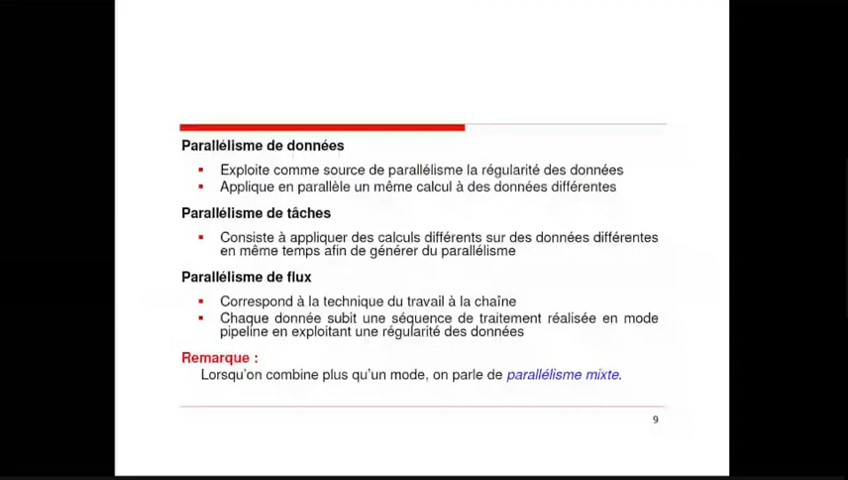 Parallélisme de données
▪ Exploite comme source de parallélisme la régularité des données
▪ Applique en parallèle un même calcul à des données différentes
Parallélisme de tâches
▪ Consiste à appliquer des calculs différents sur des données différentes
en même temps afin de générer du parallélisme
Parallélisme de flux
▪ Correspond à la technique du travail à la chaîne
▪ Chaque donnée subit une séquence de traitement réalisée en mode
pipeline en exploitant une régularité des données
Remarque :
Lorsqu'on combine plus qu'un mode, on parle de parallélisme mixte.
9